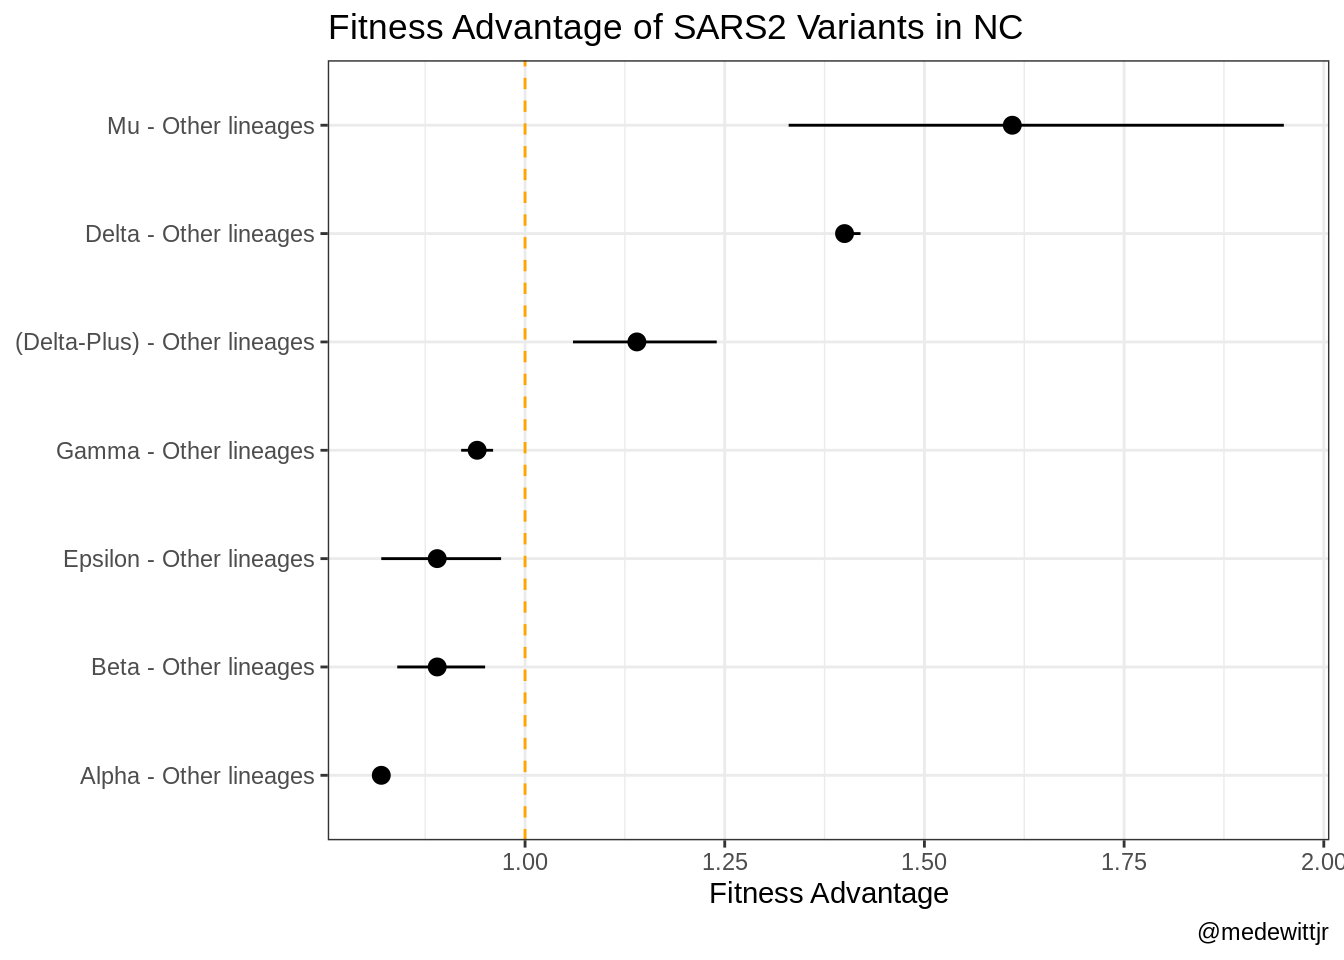 Fitness Advantage of SARS2 Variants in NC
Mu - Other lineages
Delta - Other lineages
(Delta-Plus) - Other lineages
Gamma - Other lineages
Epsilon - Other lineages
Beta - Other lineages
Alpha - Other lineages
1.00 1.25 1.50 1.75 2.00
Fitness Advantage
@medewittjr